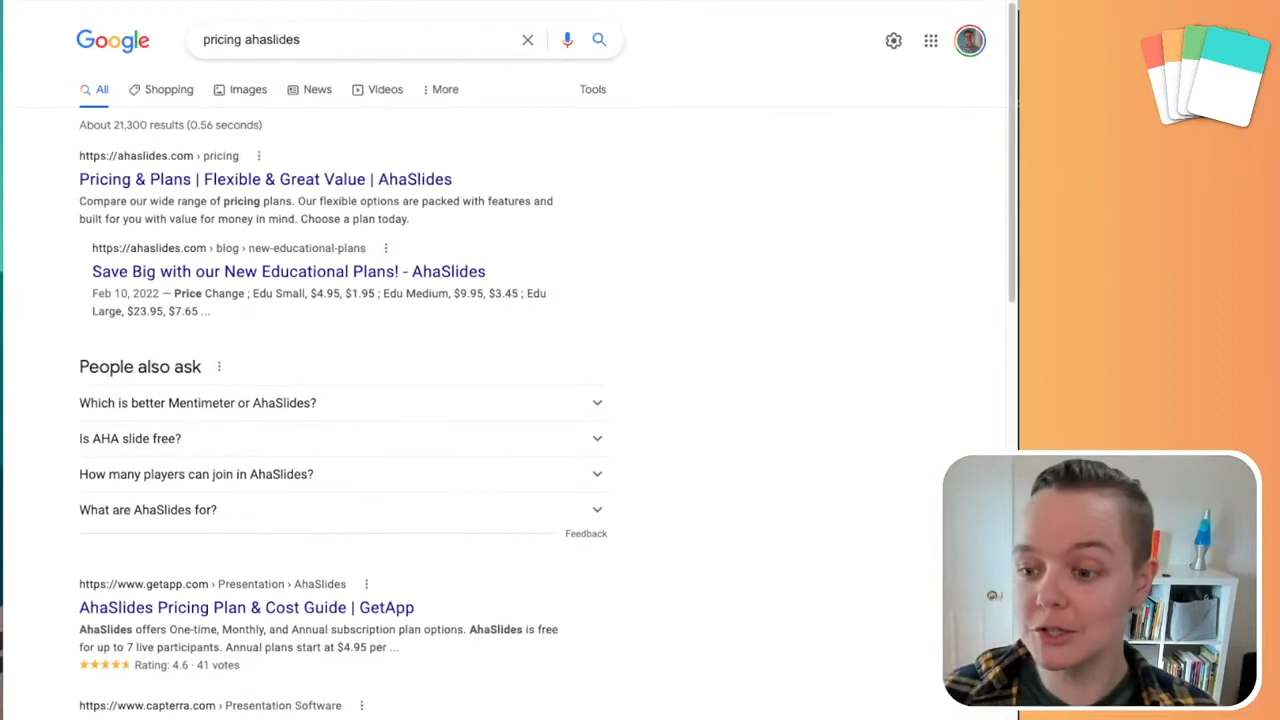 Google
pricing ahaslides
All
Shopping
Images
News
Videos
More
Tools
About 21,300 results (0.56 seconds)
https://ahaslides.com › pricing
Pricing & Plans | Flexible & Great Value | AhaSlides
Compare our wide range of pricing plans. Our flexible options are packed with features and
built for you with value for money in mind. Choose a plan today.
https://ahaslides.com › blog › new-educational-plans
Save Big with our New Educational Plans! - AhaSlides
Feb 10, 2022 — Price Change ; Edu Small, $4.95, $1.95 ; Edu Medium, $9.95, $3.45 ; Edu
Large, $23.95, $7.65 ...
People also ask
Which is better Mentimeter or AhaSlides?
Is AHA slide free?
How many players can join in AhaSlides?
What are AhaSlides for?
Feedback
https://www.getapp.com › Presentation › AhaSlides
AhaSlides Pricing Plan & Cost Guide | GetApp
AhaSlides offers One-time, Monthly, and Annual subscription plan options. AhaSlides is free
for up to 7 live participants. Annual plans start at $4.95 per ...
Rating: 4.6 · 41 votes
https://www.capterra.com › Presentation Software